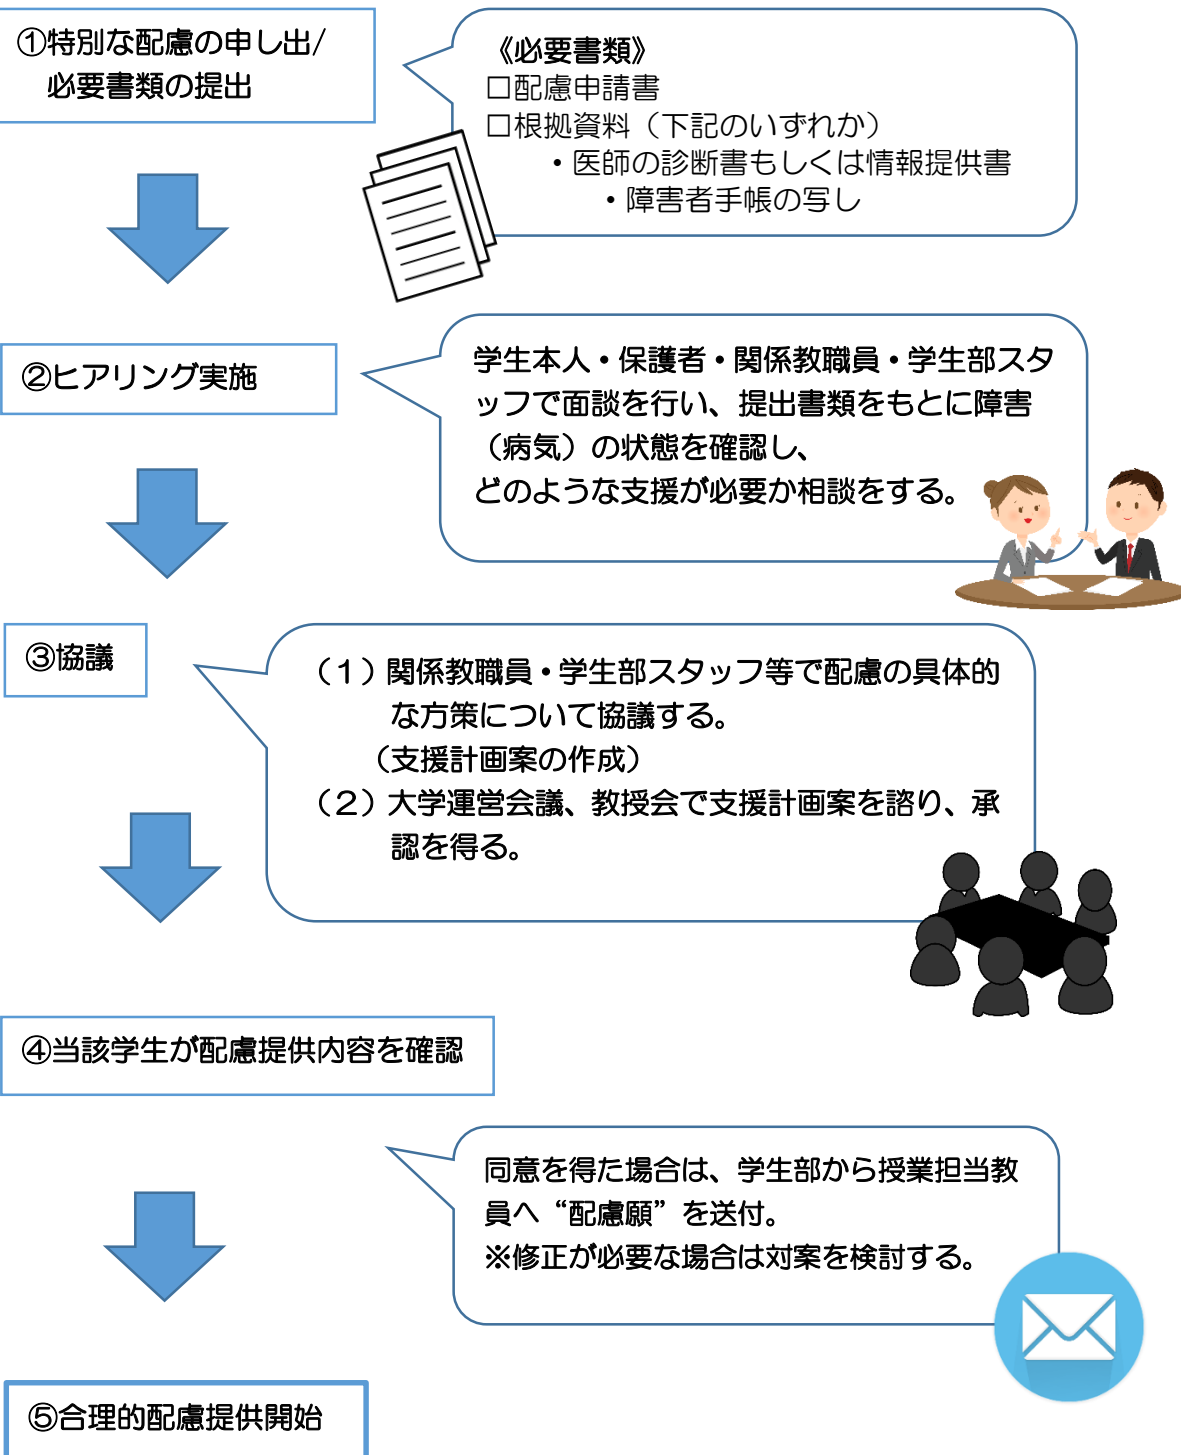 ①特別な配慮の申し出/
必要書類の提出
《必要書類》
□配慮申請書
□根拠資料（下記のいずれか）
・医師の診断書もしくは情報提供書
・障害者手帳の写し
②ヒアリング実施
学生本人・保護者・関係教職員・学生部スタ
ッフで面談を行い、提出書類をもとに障害
（病気）の状態を確認し、
どのような支援が必要か相談をする。
③協議
（１）関係教職員・学生部スタッフ等で配慮の具体的
な方策について協議する。
（支援計画案の作成）
（２）大学運営会議、教授会で支援計画案を諮り、承
認を得る。
④当該学生が配慮提供内容を確認
同意を得た場合は、学生部から授業担当教
員へ“配慮願”を送付。
※修正が必要な場合は対案を検討する。
⑤合理的配慮提供開始